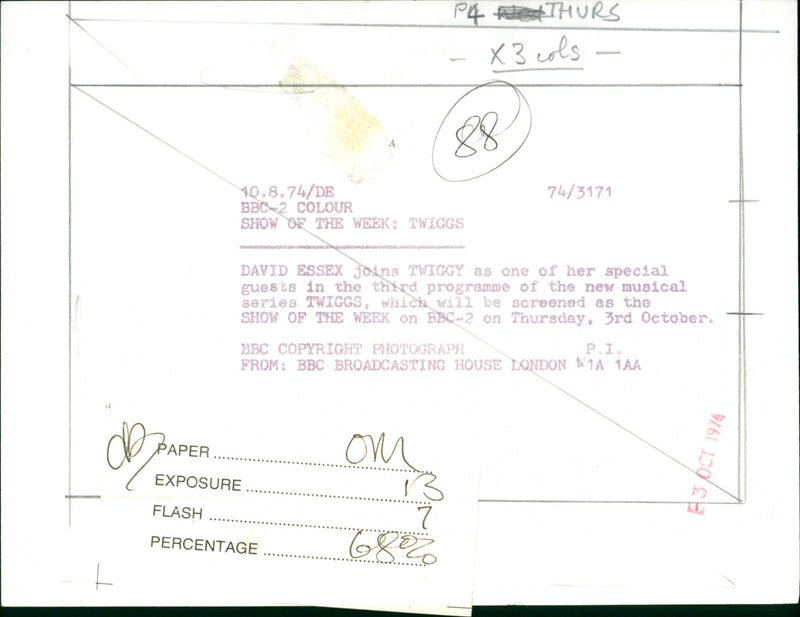 P4 THURS
- X3 cols -
88
A
10.8.74/DE 74/3171
BBC-2 COLOUR
SHOW OF THE WEEK: TWIGGS
DAVID ESSEX joins TWIGGY as one of her special
guests in the third programme of the new musical
series TWIGGS, which will be screened as the
SHOW OF THE WEEK on BBC-2 on Thursday, 3rd October.
BBC COPYRIGHT PHOTOGRAPH P.I.
FROM: BBC BROADCASTING HOUSE LONDON W1A 1AA
3 OCT 1974
PAPER
EXPOSURE 13
FLASH 7
PERCENTAGE 68%